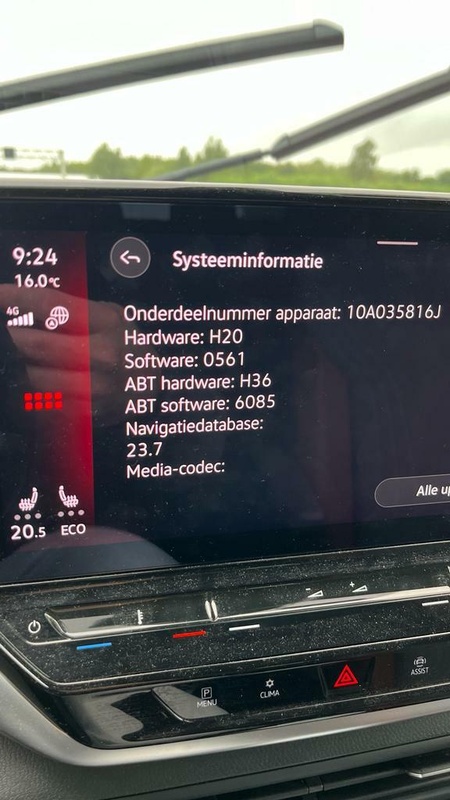 9:24
16.0°C
4G
Systeeminformatie
Onderdeelnummer apparaat: 10A035816J
Hardware: H20
Software: 0561
ABT hardware: H36
ABT software: 6085
Navigatiedatabase:
23.7
Media-codec:
Alle up
20.5 ECO
P
MENU
CLIMA
ASSIST